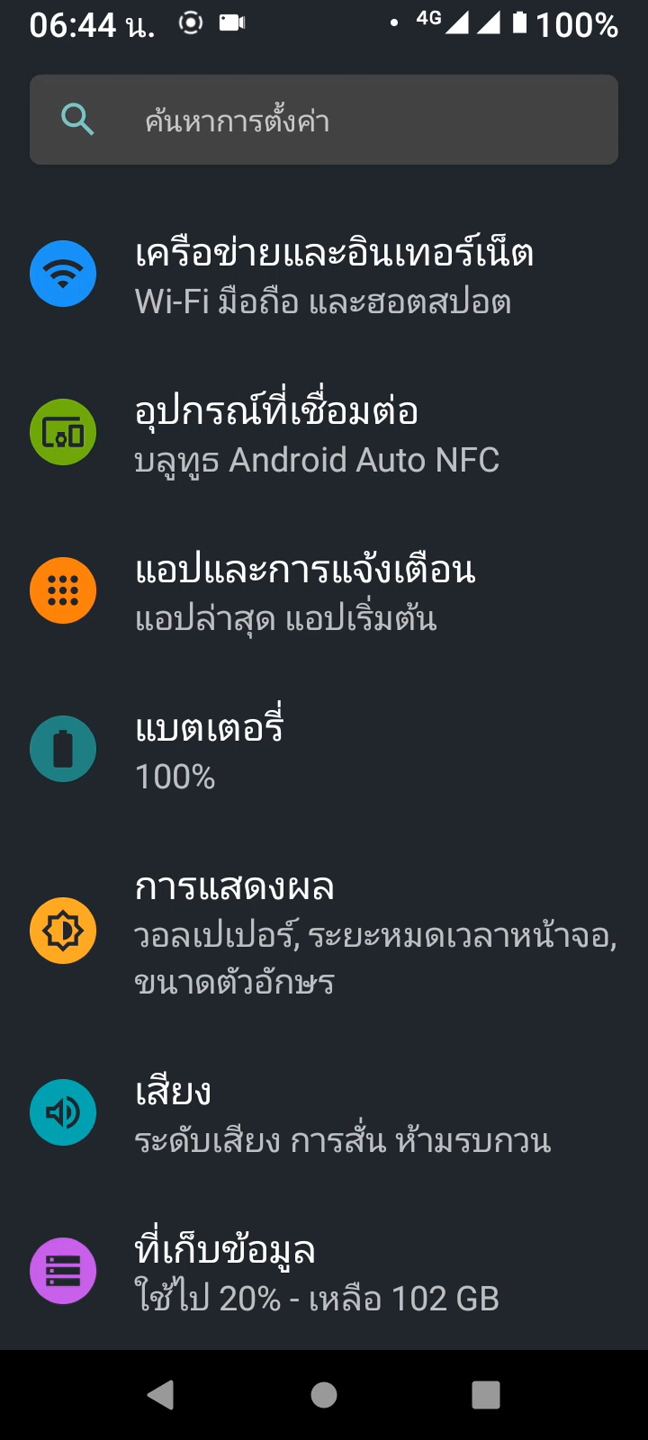 06:44 น.
4G 100%
ค้นหาการตั้งค่า
เครือข่ายและอินเทอร์เน็ต
Wi-Fi มือถือ และฮอตสปอต
อุปกรณ์ที่เชื่อมต่อ
บลูทูธ Android Auto NFC
แอปและการแจ้งเตือน
แอปล่าสุด แอปเริ่มต้น
แบตเตอรี่
100%
การแสดงผล
วอลเปเปอร์, ระยะหมดเวลาหน้าจอ,
ขนาดตัวอักษร
เสียง
ระดับเสียง การสั่น ห้ามรบกวน
ที่เก็บข้อมูล
ใช้ไป 20% - เหลือ 102 GB